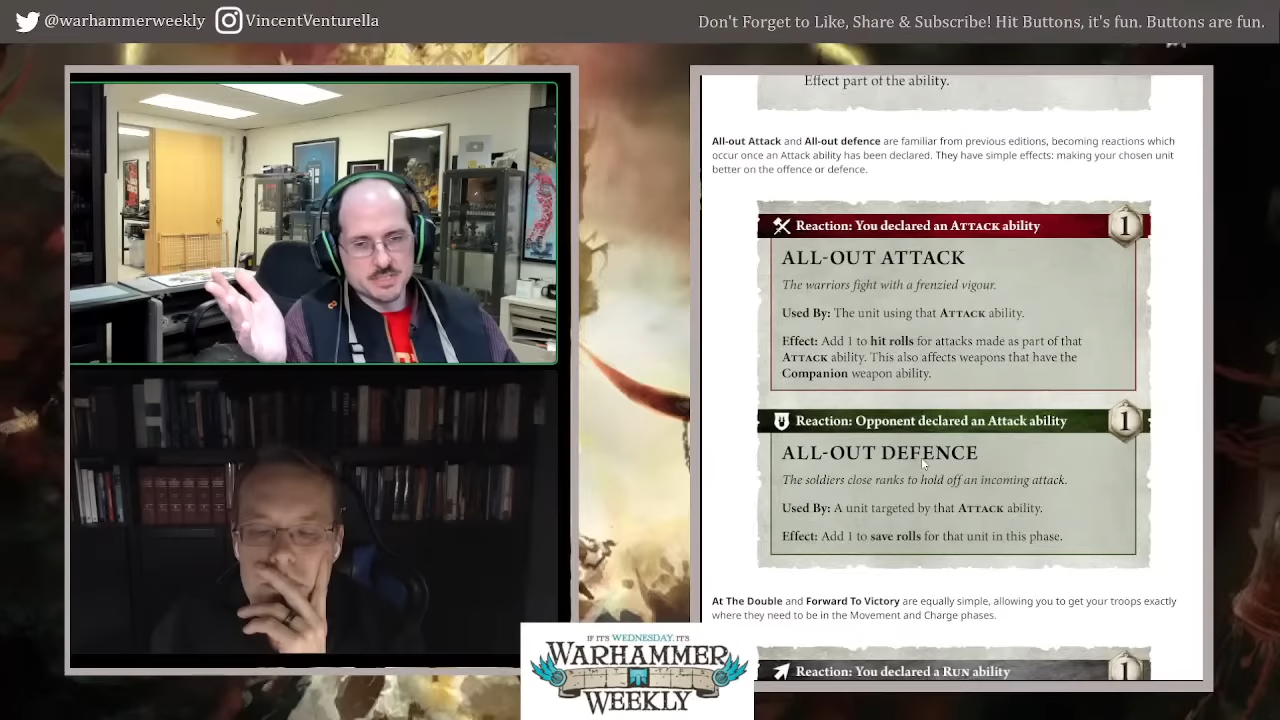 @warhammerweekly VincentVenturella
Don't Forget to Like, Share & Subscribe! Hit Buttons, it's fun. Buttons are fun.
Effect part of the ability.
All-out Attack and All-out defence are familiar from previous editions, becoming reactions which
occur once an Attack ability has been declared. They have simple effects: making your chosen unit
better on the offence or defence.
Reaction: You declared an ATTACK ability 1
ALL-OUT ATTACK
The warriors fight with a frenzied vigour.
Used By: The unit using that ATTACK ability.
Effect: Add 1 to hit rolls for attacks made as part of that
ATTACK ability. This also affects weapons that have the
Companion weapon ability.
Reaction: Opponent declared an Attack ability 1
ALL-OUT DEFENCE
The soldiers close ranks to hold off an incoming attack.
Used By: A unit targeted by that ATTACK ability.
Effect: Add 1 to save rolls for that unit in this phase.
At The Double and Forward To Victory are equally simple, allowing you to get your troops exactly
where they need to be in the Movement and Charge phases.
Reaction: You declared a RUN ability 1
IF IT'S WEDNESDAY, IT'S
WARHAMMER
WEEKLY